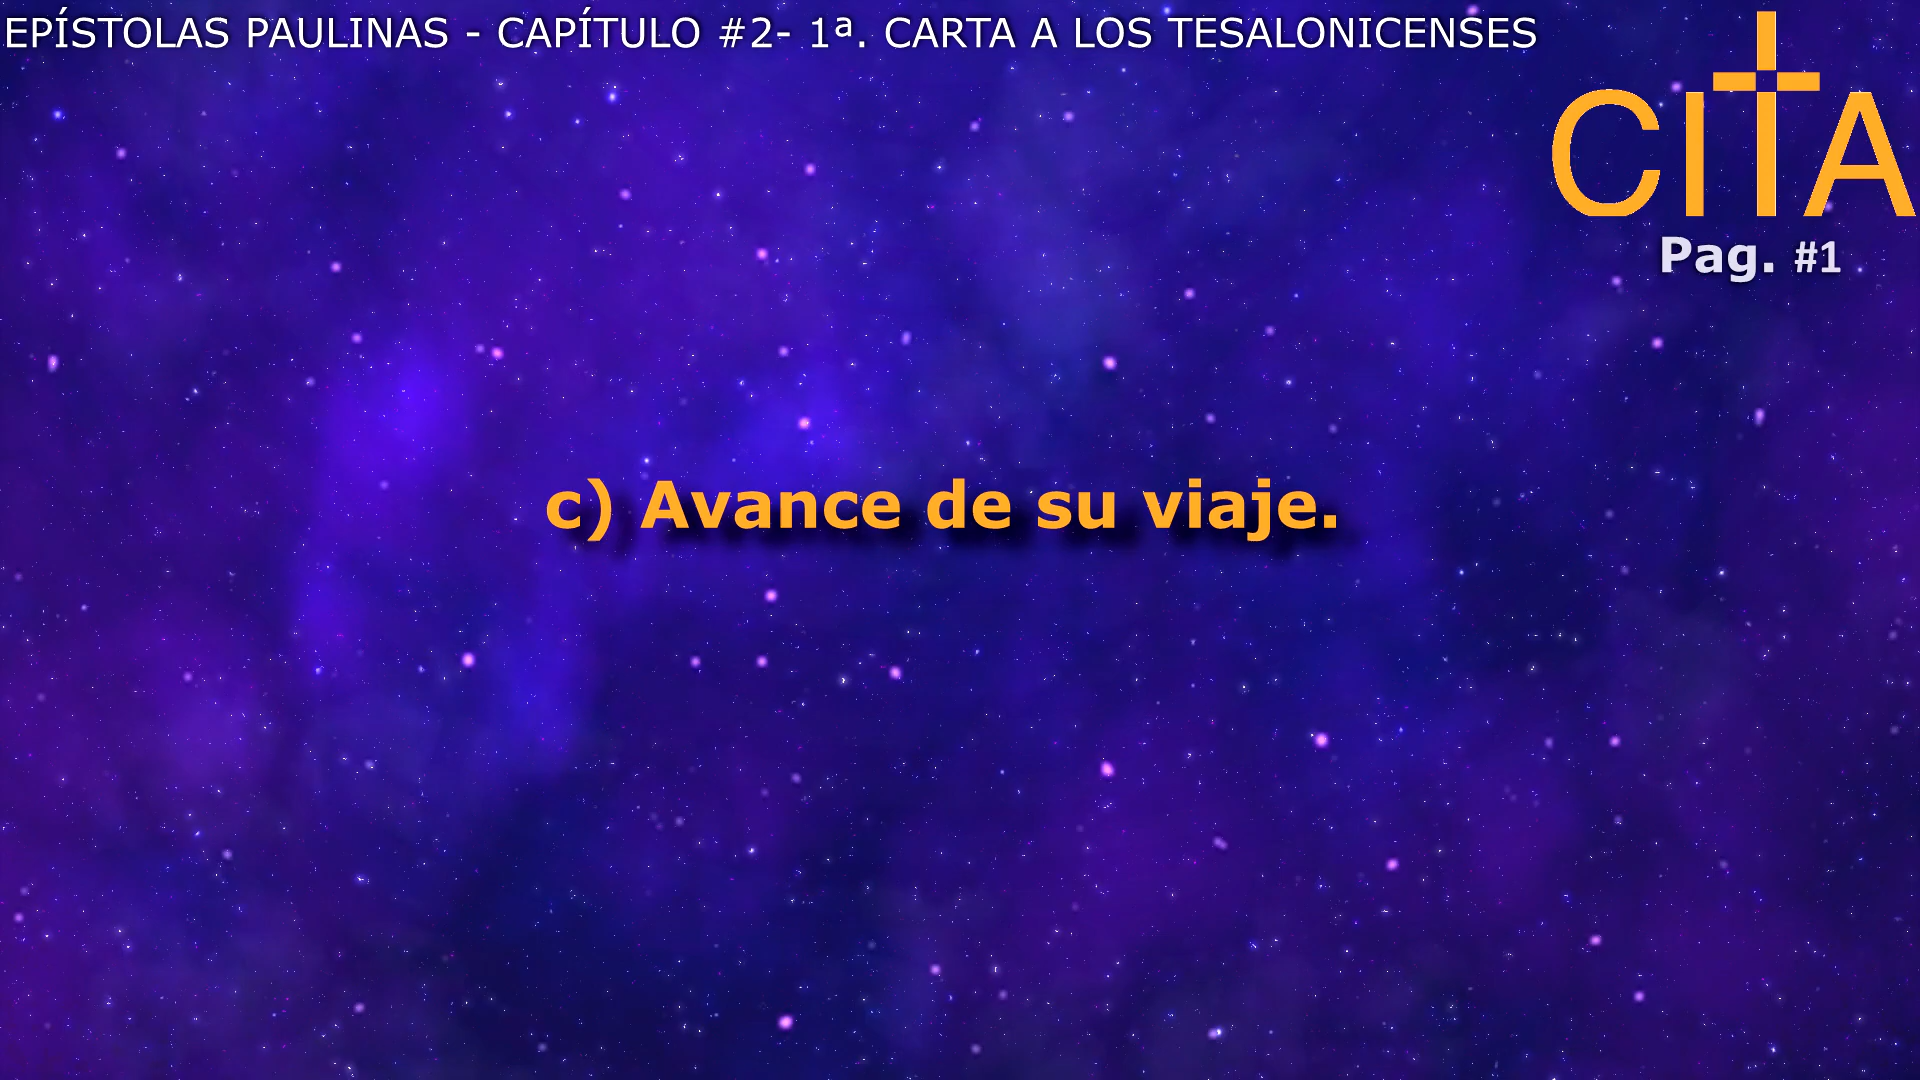 EPÍSTOLAS PAULINAS - CAPÍTULO #2- 1ª. CARTA A LOS TESALONICENSES
CITA
Pag. #1
c) Avance de su viaje.